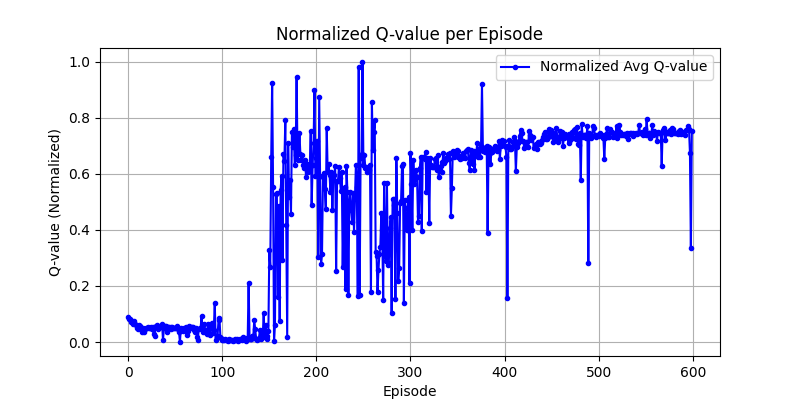 Normalized Q-value per Episode
Normalized Avg Q-value
Q-value (Normalized)
1.0
0.8
0.6
0.4
0.2
0.0
0 100 200 300 400 500 600
Episode